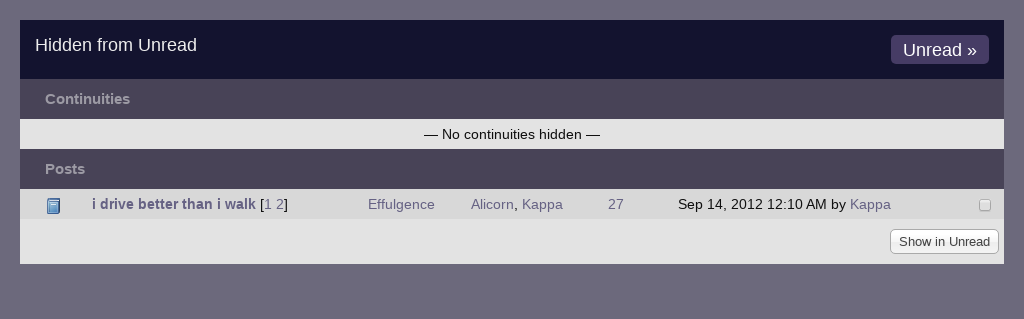 Hidden from Unread
Unread »
Continuities
— No continuities hidden —
Posts
i drive better than i walk [1 2] Effulgence Alicorn, Kappa 27 Sep 14, 2012 12:10 AM by Kappa
Show in Unread